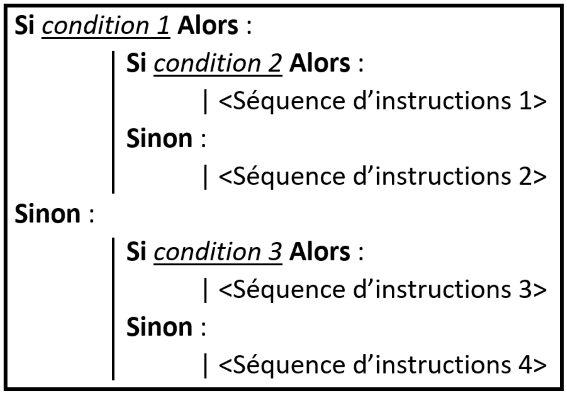 Si condition 1 Alors :
Si condition 2 Alors :
| <Séquence d’instructions 1>
Sinon :
| <Séquence d’instructions 2>
Sinon :
Si condition 3 Alors :
| <Séquence d’instructions 3>
Sinon :
| <Séquence d’instructions 4>